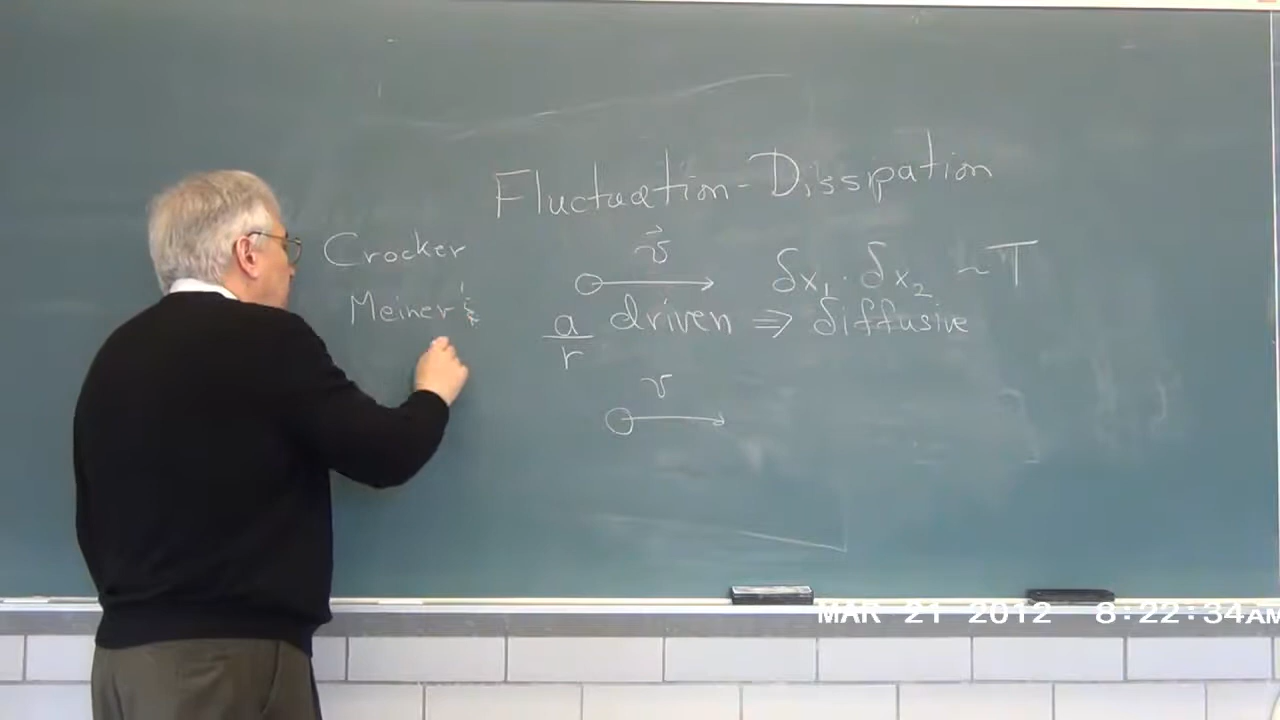 Fluctuation-Dissipation
Crocker
v⃗
δx₁·δx₂ ~T
Meiner's
a/r driven ⇒ diffusive
v
MAR 21 2012 8:22:34AM